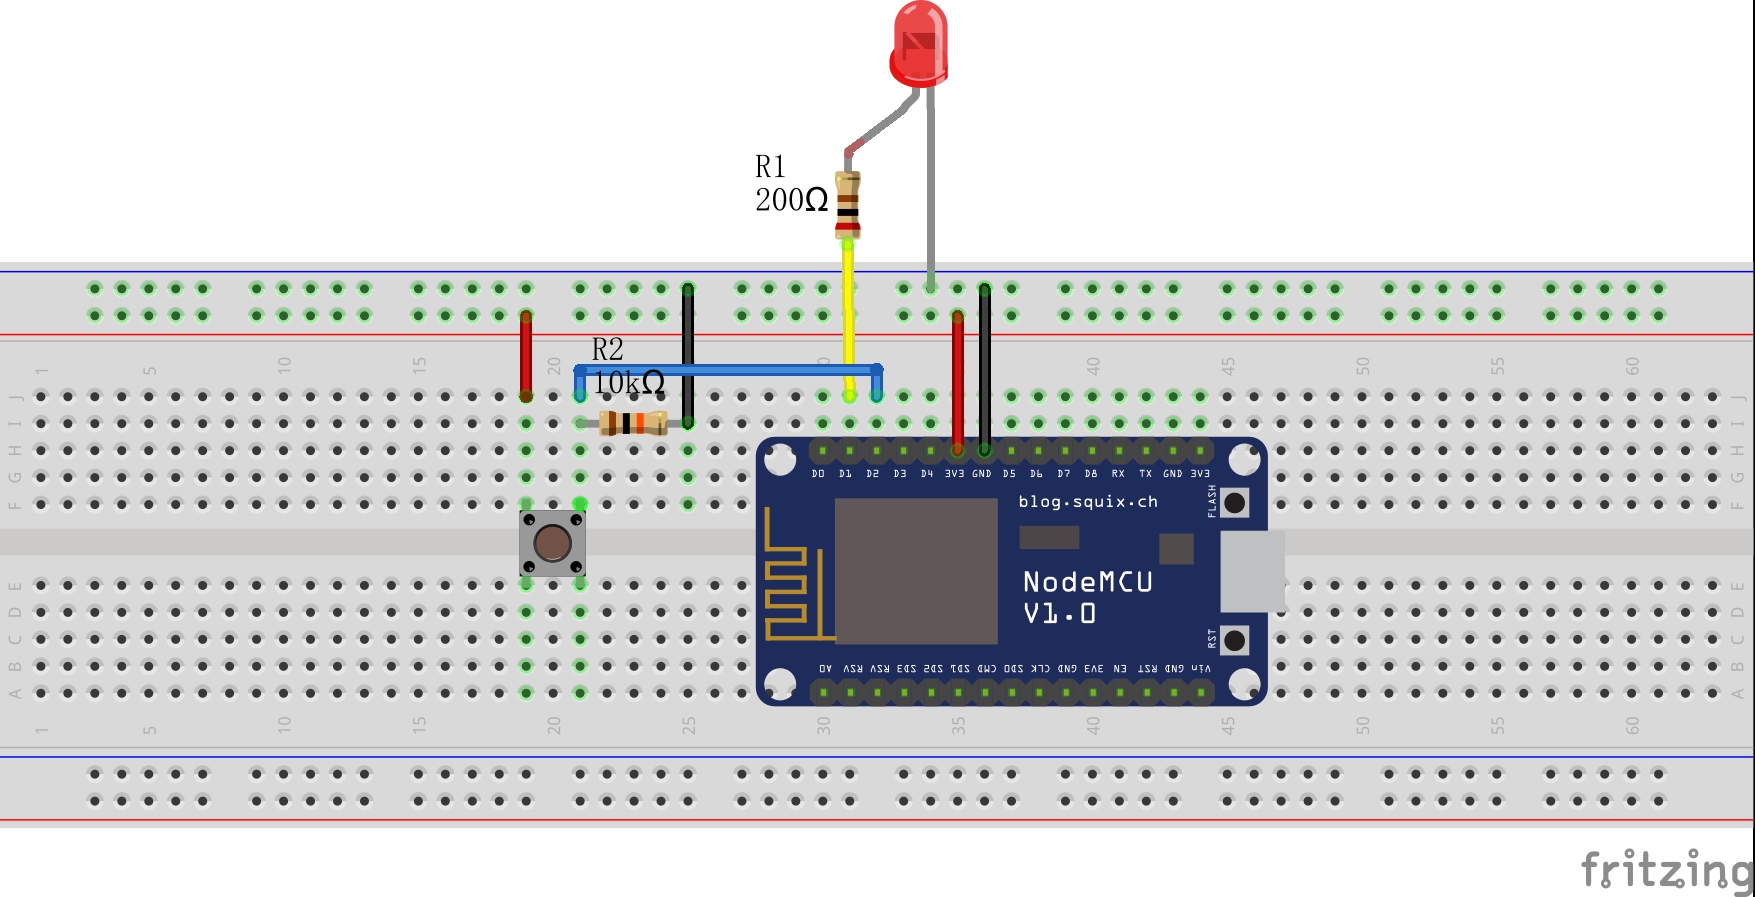 R1
200Ω
R2
10kΩ
1 5 10 15 20 0 35 40 45 50 55 60
J J
I I
H H
G G
F F
D0 D1 D2 D3 D4 3V3 GND D5 D6 D7 D8 RX TX GND 3V3
blog.squix.ch
FLASH
NodeMCU
V1.0
RST
E E
D D
C C
B B
A A
A0 RSV RSV SD3 SD2 SD1 CMD SD0 CLK GND 3V3 EN RST GND Vin
1 5 10 15 20 25 30 35 40 45 50 55 60
fritzing